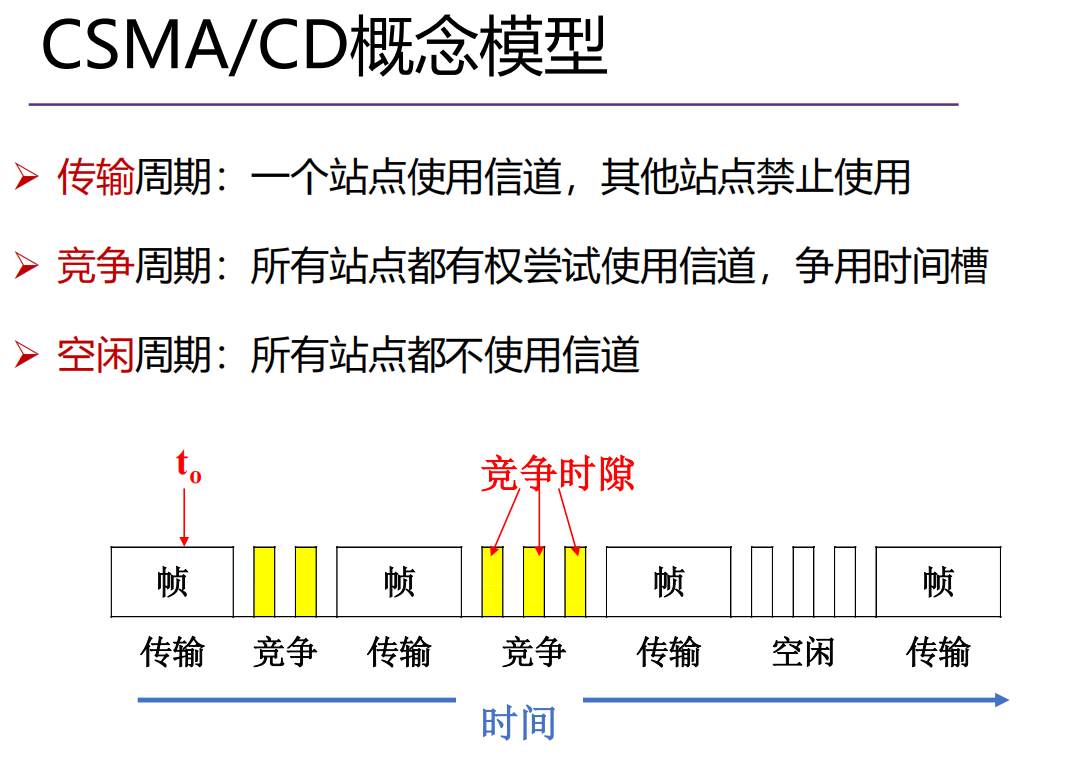 CSMA/CD概念模型
传输周期：一个站点使用信道，其他站点禁止使用
竞争周期：所有站点都有权尝试使用信道，争用时间槽
空闲周期：所有站点都不使用信道
to 竞争时隙
帧 帧 帧 帧
传输 竞争 传输 竞争 传输 空闲 传输
时间